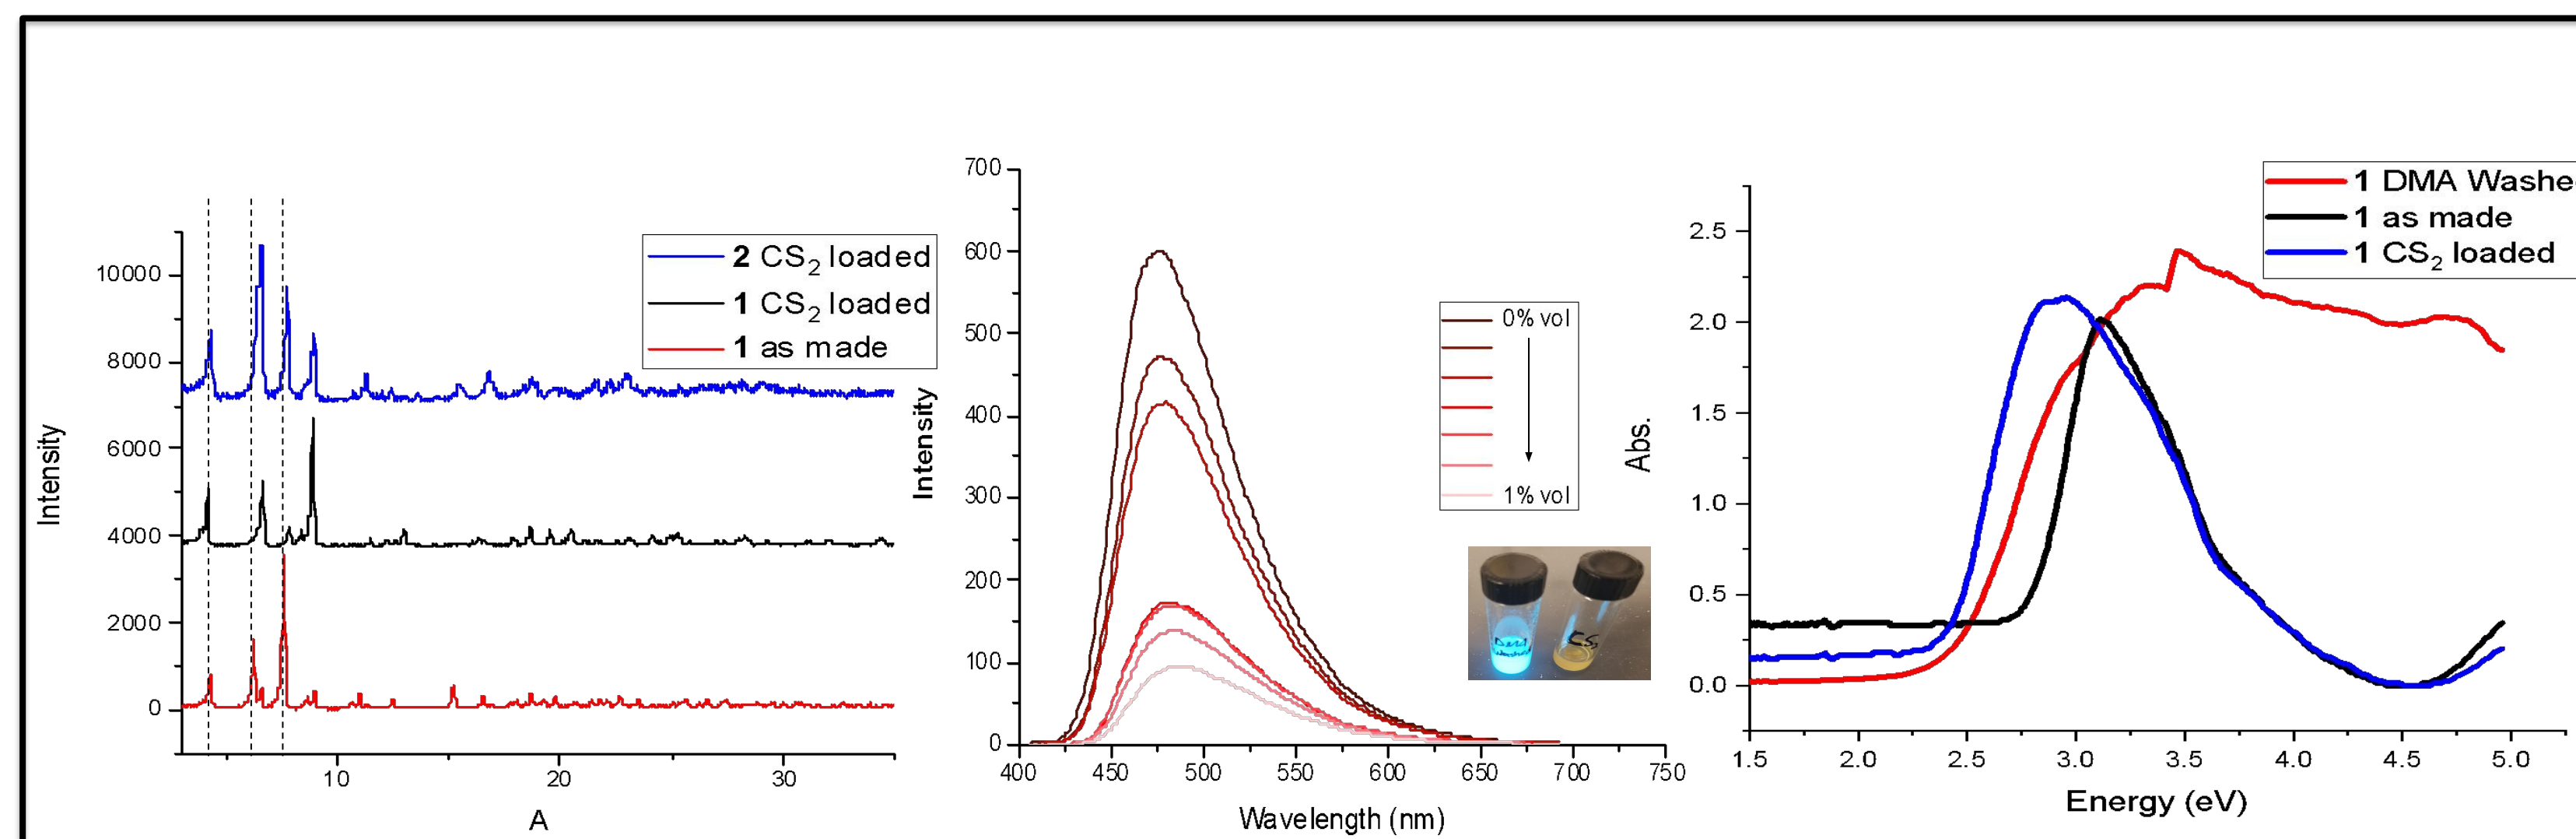 10000
8000
6000
4000
2000
0
Intensity
10
20
30
A
2 CS2 loaded
1 CS2 loaded
1 as made
700
600
500
400
300
200
100
0
Intensity
400
450
500
550
600
650
700
750
Wavelength (nm)
0% vol
1% vol
DMA
washed
CS2
2.5
2.0
1.5
1.0
0.5
0.0
Abs.
1.5
2.0
2.5
3.0
3.5
4.0
4.5
5.0
Energy (eV)
1 DMA Washe
1 as made
1 CS2 loaded